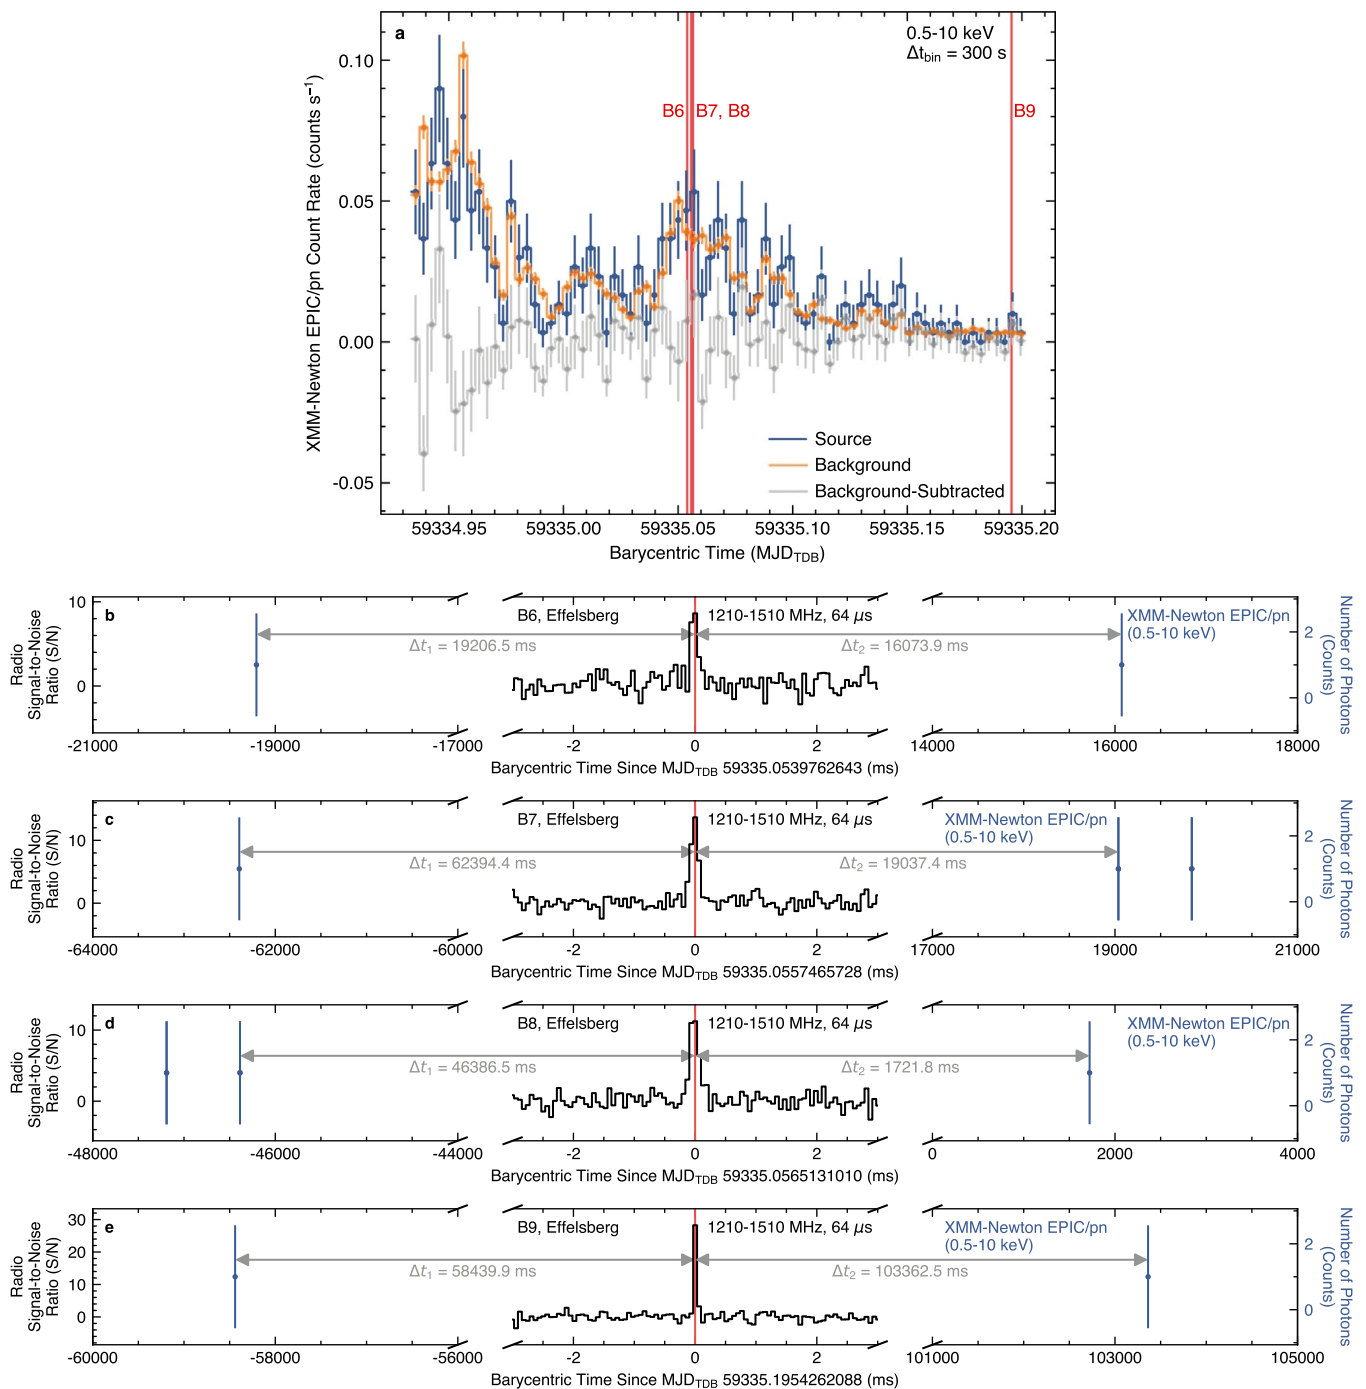 a
0.5-10 keV
Δt_bin = 300 s
B6
B7, B8
B9
0.10
0.05
0.00
-0.05
XMM-Newton EPIC/pn Count Rate (counts s⁻¹)
Source
Background
Background-Subtracted
59334.95 59335.00 59335.05 59335.10 59335.15 59335.20
Barycentric Time (MJD_TDB)
b
B6, Effelsberg
1210-1510 MHz, 64 μs
XMM-Newton EPIC/pn
(0.5-10 keV)
Δt₁ = 19206.5 ms
Δt₂ = 16073.9 ms
10
0
Radio
Signal-to-Noise
Ratio (S/N)
2
0
Number of Photons
(Counts)
-21000 -19000 -17000 -2 0 2 14000 16000 18000
Barycentric Time Since MJD_TDB 59335.0539762643 (ms)
c
B7, Effelsberg
1210-1510 MHz, 64 μs
XMM-Newton EPIC/pn
(0.5-10 keV)
Δt₁ = 62394.4 ms
Δt₂ = 19037.4 ms
10
0
Radio
Signal-to-Noise
Ratio (S/N)
2
0
Number of Photons
(Counts)
-64000 -62000 -60000 -2 0 2 17000 19000 21000
Barycentric Time Since MJD_TDB 59335.0557465728 (ms)
d
B8, Effelsberg
1210-1510 MHz, 64 μs
XMM-Newton EPIC/pn
(0.5-10 keV)
Δt₁ = 46386.5 ms
Δt₂ = 1721.8 ms
10
0
Radio
Signal-to-Noise
Ratio (S/N)
2
0
Number of Photons
(Counts)
-48000 -46000 -44000 -2 0 2 0 2000 4000
Barycentric Time Since MJD_TDB 59335.0565131010 (ms)
e
B9, Effelsberg
1210-1510 MHz, 64 μs
XMM-Newton EPIC/pn
(0.5-10 keV)
Δt₁ = 58439.9 ms
Δt₂ = 103362.5 ms
30
20
10
0
Radio
Signal-to-Noise
Ratio (S/N)
2
0
Number of Photons
(Counts)
-60000 -58000 -56000 -2 0 2 101000 103000 105000
Barycentric Time Since MJD_TDB 59335.1954262088 (ms)